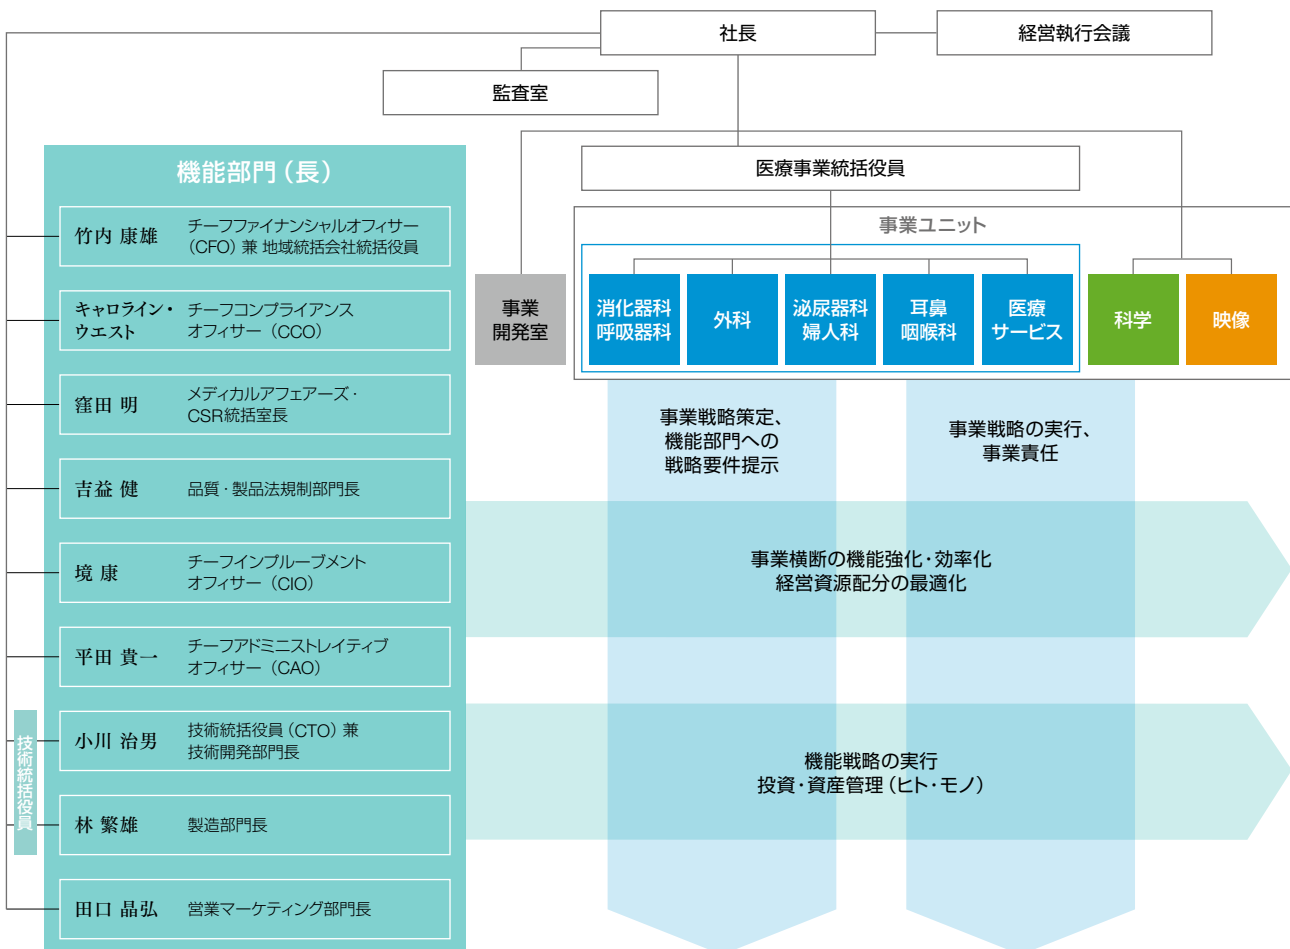 社長
経営執行会議
監査室
医療事業統括役員
事業ユニット
事業
開発室
消化器科
呼吸器科
外科
泌尿器科
婦人科
耳鼻
咽喉科
医療
サービス
科学
映像
機能部門（長）
竹内 康雄
チーフファイナンシャルオフィサー
（CFO）兼 地域統括会社統括役員
キャロライン・
ウエスト
チーフコンプライアンス
オフィサー（CCO）
窪田 明
メディカルアフェアーズ・
CSR統括室長
吉益 健
品質・製品法規制部門長
境 康
チーフインプルーブメント
オフィサー（CIO）
平田 貴一
チーフアドミニストレイティブ
オフィサー（CAO）
技術統括役員
小川 治男
技術統括役員（CTO）兼
技術開発部門長
林 繁雄
製造部門長
田口 晶弘
営業マーケティング部門長
事業戦略策定、
機能部門への
戦略要件提示
事業戦略の実行、
事業責任
事業横断の機能強化・効率化
経営資源配分の最適化
機能戦略の実行
投資・資産管理（ヒト・モノ）